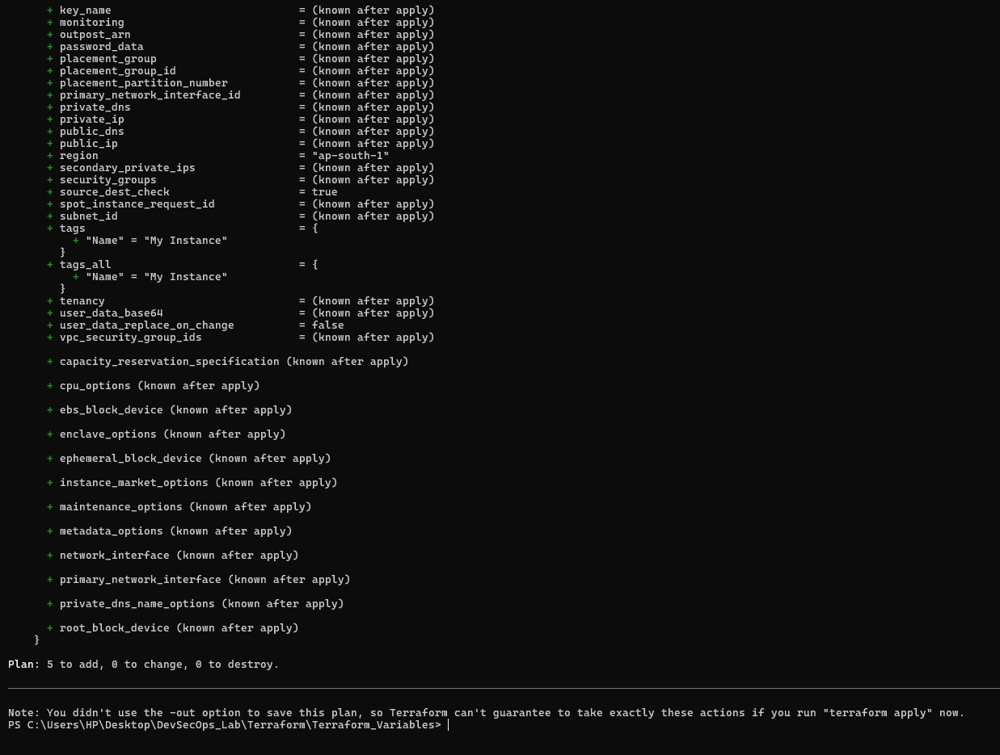 + key_name                             = (known after apply)
+ monitoring                           = (known after apply)
+ outpost_arn                          = (known after apply)
+ password_data                        = (known after apply)
+ placement_group                      = (known after apply)
+ placement_group_id                   = (known after apply)
+ placement_partition_number           = (known after apply)
+ primary_network_interface_id         = (known after apply)
+ private_dns                          = (known after apply)
+ private_ip                           = (known after apply)
+ public_dns                           = (known after apply)
+ public_ip                            = (known after apply)
+ region                               = "ap-south-1"
+ secondary_private_ips                = (known after apply)
+ security_groups                      = (known after apply)
+ source_dest_check                    = true
+ spot_instance_request_id             = (known after apply)
+ subnet_id                            = (known after apply)
+ tags                                 = {
+ "Name" = "My Instance"
}
+ tags_all                             = {
+ "Name" = "My Instance"
}
+ tenancy                              = (known after apply)
+ user_data_base64                     = (known after apply)
+ user_data_replace_on_change          = false
+ vpc_security_group_ids               = (known after apply)
+ capacity_reservation_specification (known after apply)
+ cpu_options (known after apply)
+ ebs_block_device (known after apply)
+ enclave_options (known after apply)
+ ephemeral_block_device (known after apply)
+ instance_market_options (known after apply)
+ maintenance_options (known after apply)
+ metadata_options (known after apply)
+ network_interface (known after apply)
+ primary_network_interface (known after apply)
+ private_dns_name_options (known after apply)
+ root_block_device (known after apply)
}
Plan: 5 to add, 0 to change, 0 to destroy.
Note: You didn't use the -out option to save this plan, so Terraform can't guarantee to take exactly these actions if you run "terraform apply" now.
PS C:\Users\HP\Desktop\DevSecOps_Lab\Terraform\Terraform_Variables>